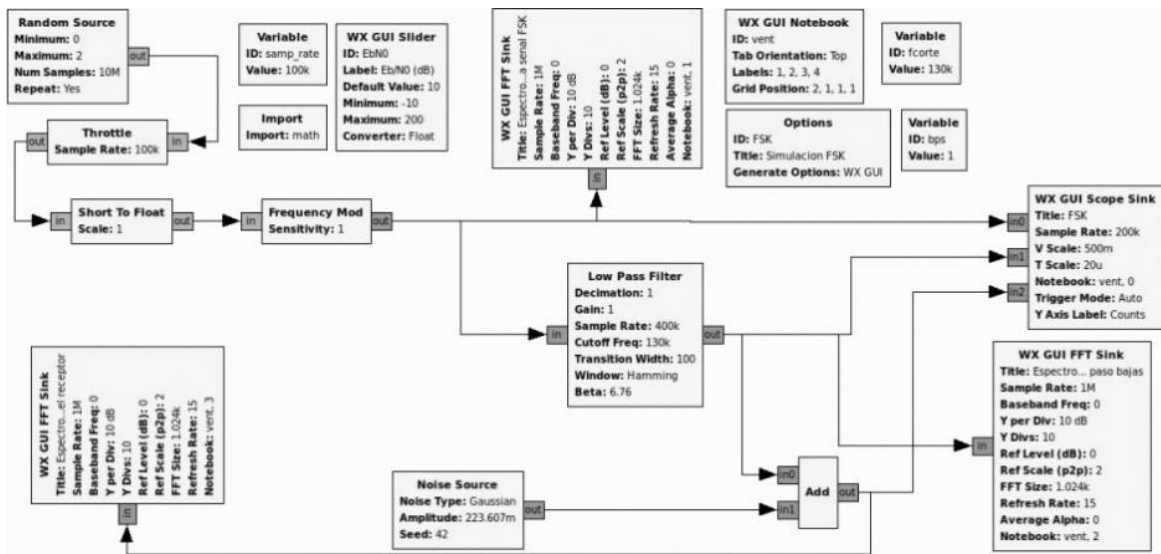 Random Source
Minimum: 0
Maximum: 2
Num Samples: 10M
Repeat: Yes
out
Variable
ID: samp_rate
Value: 100k
WX GUI Slider
ID: EbN0
Label: Eb/N0 (dB)
Default Value: 10
Minimum: -10
Maximum: 200
Converter: Float
Import
Import: math
WX GUI FFT Sink
Title: Espectro...a serial FSK
Sample Rate: 1M
Baseband Freq: 0
Y per Div: 10 dB
Y Divs: 10
Ref Level (dB): 0
Ref Scale (p2p): 2
FFT Size: 1.024k
Refresh Rate: 15
Average Alpha: 0
Notebook: vent, 1
in
WX GUI Notebook
ID: vent
Tab Orientation: Top
Labels: 1, 2, 3, 4
Grid Position: 2, 1, 1, 1
Variable
ID: fcorte
Value: 130k
Options
ID: FSK
Title: Simulacion FSK
Generate Options: WX GUI
Variable
ID: bps
Value: 1
out
Throttle
Sample Rate: 100k
in
in
Short To Float
Scale: 1
out
in
Frequency Mod
Sensitivity: 1
out
WX GUI Scope Sink
in0
Title: FSK
Sample Rate: 200k
V Scale: 500m
in1
T Scale: 20u
Notebook: vent, 0
in2
Trigger Mode: Auto
Y Axis Label: Counts
Low Pass Filter
Decimation: 1
Gain: 1
Sample Rate: 400k
in
Cutoff Freq: 130k
out
Transition Width: 100
Window: Hamming
Beta: 6.76
WX GUI FFT Sink
Title: Espectro...el receptor
Sample Rate: 1M
Baseband Freq: 0
Y per Div: 10 dB
Y Divs: 10
Ref Level (dB): 0
Ref Scale (p2p): 2
FFT Size: 1.024k
Refresh Rate: 15
Notebook: vent, 3
in
WX GUI FFT Sink
Title: Espectro... paso bajas
Sample Rate: 1M
Baseband Freq: 0
Y per Div: 10 dB
in
Y Divs: 10
Ref Level (dB): 0
Ref Scale (p2p): 2
FFT Size: 1.024k
Refresh Rate: 15
Average Alpha: 0
Notebook: vent, 2
Noise Source
Noise Type: Gaussian
Amplitude: 223.607m
Seed: 42
out
in0
Add
out
in1